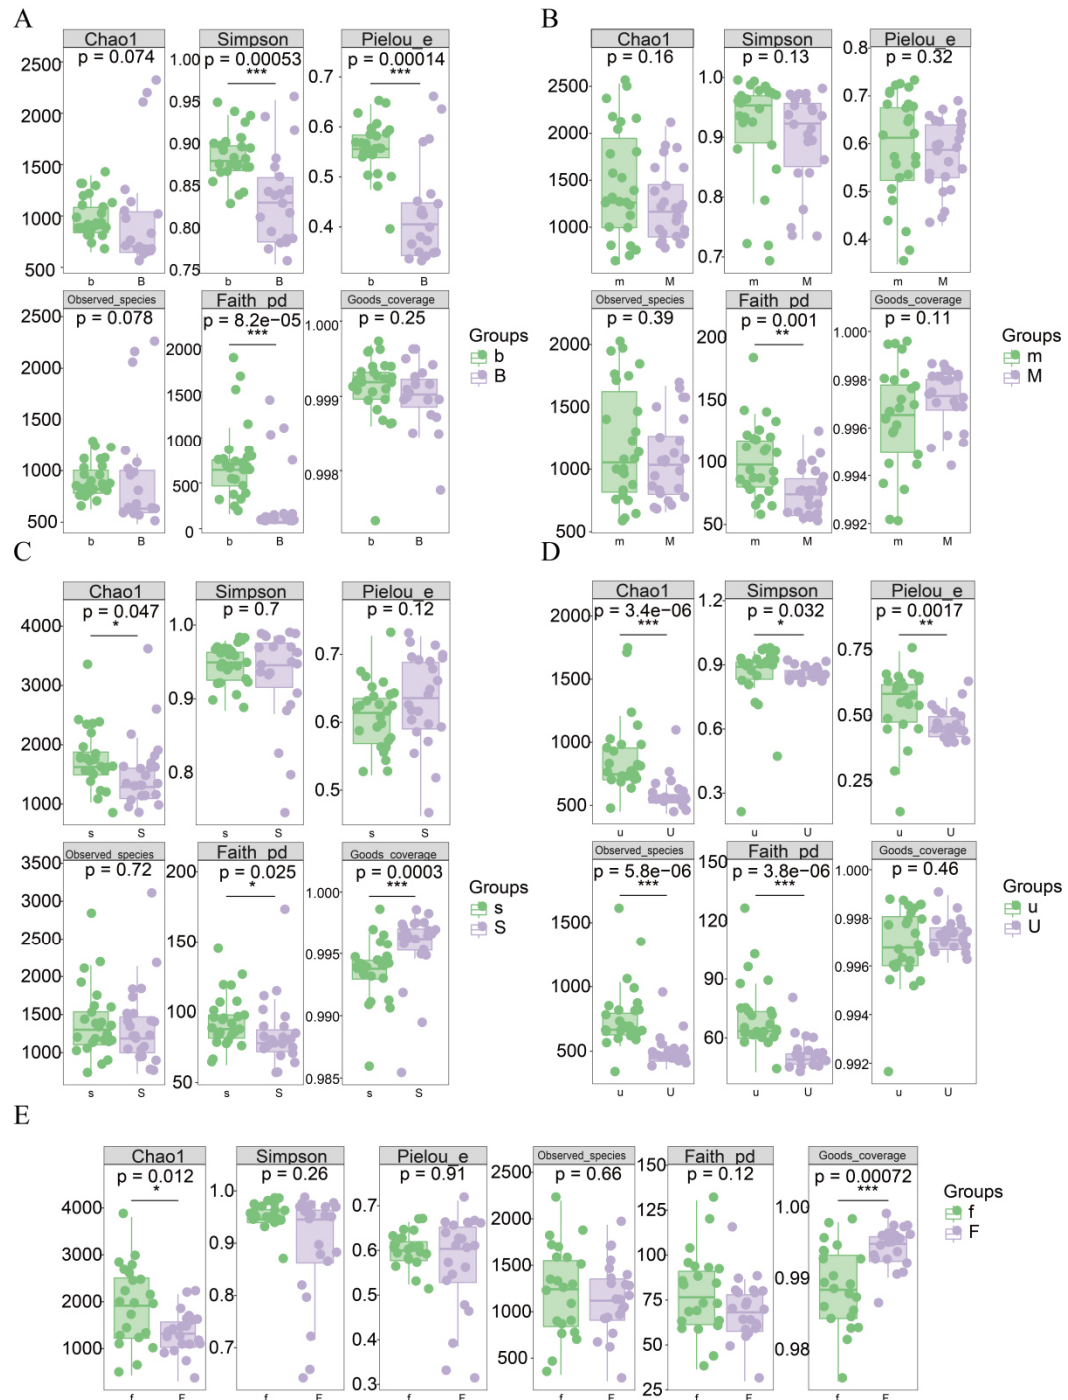 A
Chao1 Simpson Pielou_e
p = 0.074 p = 0.00053 p = 0.00014
*** ***
2500 2000 1500 1000 500
1.00 0.95 0.90 0.85 0.80 0.75
0.7 0.6 0.5 0.4
b B b B b B
Observed_species Faith_pd Goods_coverage
p = 0.078 p = 8.2e−05 p = 0.25
***
2500 2000 1500 1000 500
2000 1500 1000 500 0
1.000 0.999 0.998
b B b B b B
Groups
b
B
B
Chao1 Simpson Pielou_e
p = 0.16 p = 0.13 p = 0.32
2500 2000 1500 1000
1.0 0.9 0.8 0.7
0.8 0.7 0.6 0.5 0.4
m M m M m M
Observed_species Faith_pd Goods_coverage
p = 0.39 p = 0.001 p = 0.11
**
2000 1500 1000 500
200 150 100 50
1.000 0.998 0.996 0.994 0.992
m M m M m M
Groups
m
M
C
Chao1 Simpson Pielou_e
p = 0.047 p = 0.7 p = 0.12
*
4000 3000 2000 1000
1.0 0.9 0.8
0.7 0.6 0.5
s S s S s S
Observed_species Faith_pd Goods_coverage
p = 0.72 p = 0.025 p = 0.0003
* ***
3500 3000 2500 2000 1500 1000
200 150 100 50
1.000 0.995 0.990 0.985
s S s S s S
Groups
s
S
D
Chao1 Simpson Pielou_e
p = 3.4e−06 p = 0.032 p = 0.0017
*** * **
2000 1500 1000 500
1.2 0.9 0.6 0.3
0.75 0.50 0.25
u U u U u U
Observed_species Faith_pd Goods_coverage
p = 5.8e−06 p = 3.8e−06 p = 0.46
*** ***
1500 1000 500
150 120 90 60
1.000 0.998 0.996 0.994 0.992
u U u U u U
Groups
u
U
E
Chao1 Simpson Pielou_e Observed_species Faith_pd Goods_coverage
p = 0.012 p = 0.26 p = 0.91 p = 0.66 p = 0.12 p = 0.00072
* ***
4000 3000 2000 1000
1.0 0.9 0.8 0.7
0.7 0.6 0.5 0.4 0.3
2500 2000 1500 1000 500
150 125 100 75 50 25
1.00 0.99 0.98
f F f F f F f F f F f F
Groups
f
F